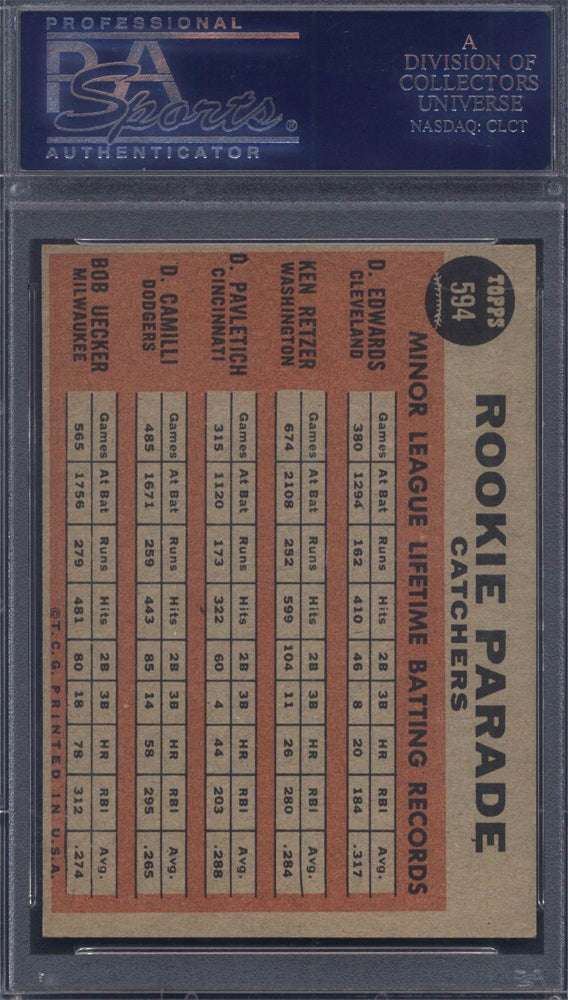 PROFESSIONAL
PSA
Sports®
AUTHENTICATOR
A
DIVISION OF
COLLECTORS
UNIVERSE
NASDAQ: CLCT
TOPPS
594
ROOKIE PARADE
CATCHERS
MINOR LEAGUE LIFETIME BATTING RECORDS
D. EDWARDS
CLEVELAND
Games At Bat Runs Hits 2B 3B HR RBI Avg.
380 1294 162 410 46 8 20 184 .317
KEN RETZER
WASHINGTON
Games At Bat Runs Hits 2B 3B HR RBI Avg.
674 2108 252 599 104 11 26 280 .284
D. PAVLETICH
CINCINNATI
Games At Bat Runs Hits 2B 3B HR RBI Avg.
315 1120 173 322 60 4 44 203 .288
D. CAMILLI
DODGERS
Games At Bat Runs Hits 2B 3B HR RBI Avg.
485 1671 259 443 85 14 58 295 .265
BOB UECKER
MILWAUKEE
Games At Bat Runs Hits 2B 3B HR RBI Avg.
565 1756 279 481 80 18 78 312 .274
©T. C. G. PRINTED IN U.S.A.